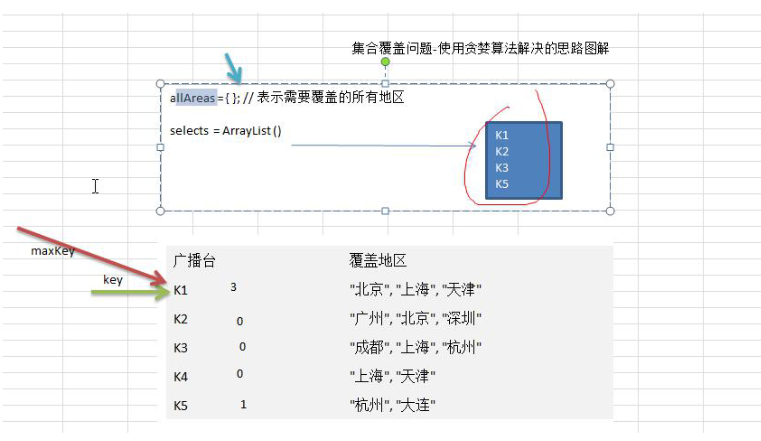 集合覆盖问题-使用贪婪算法解决的思路图解
allAreas = { }; // 表示需要覆盖的所有地区
selects = ArrayList ()
K1
K2
K3
K5
maxKey
key
广播台 覆盖地区
K1 3 "北京", "上海", "天津"
K2 0 "广州", "北京", "深圳"
K3 0 "成都", "上海", "杭州"
K4 0 "上海", "天津"
K5 1 "杭州", "大连"